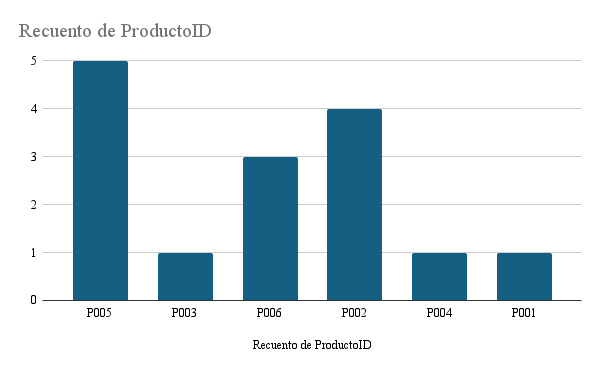 Recuento de ProductoID
5
4
3
2
1
0
P005 P003 P006 P002 P004 P001
Recuento de ProductoID